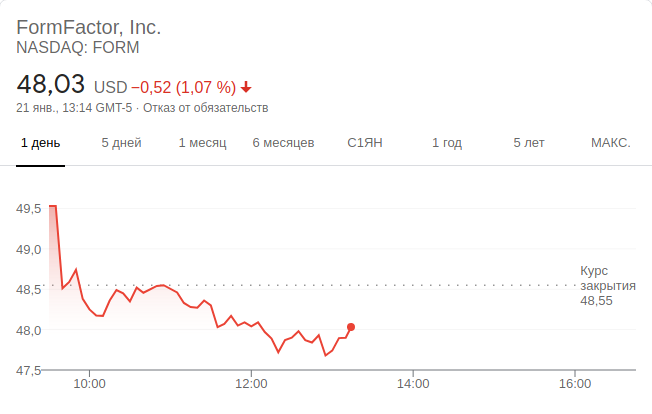 FormFactor, Inc.
NASDAQ: FORM
48,03 USD −0,52 (1,07 %)
21 янв., 13:14 GMT-5 · Отказ от обязательств
1 день 5 дней 1 месяц 6 месяцев С1ЯН 1 год 5 лет МАКС.
49,5
49,0
Курс
48,5 закрытия
48,55
48,0
47,5
10:00 12:00 14:00 16:00